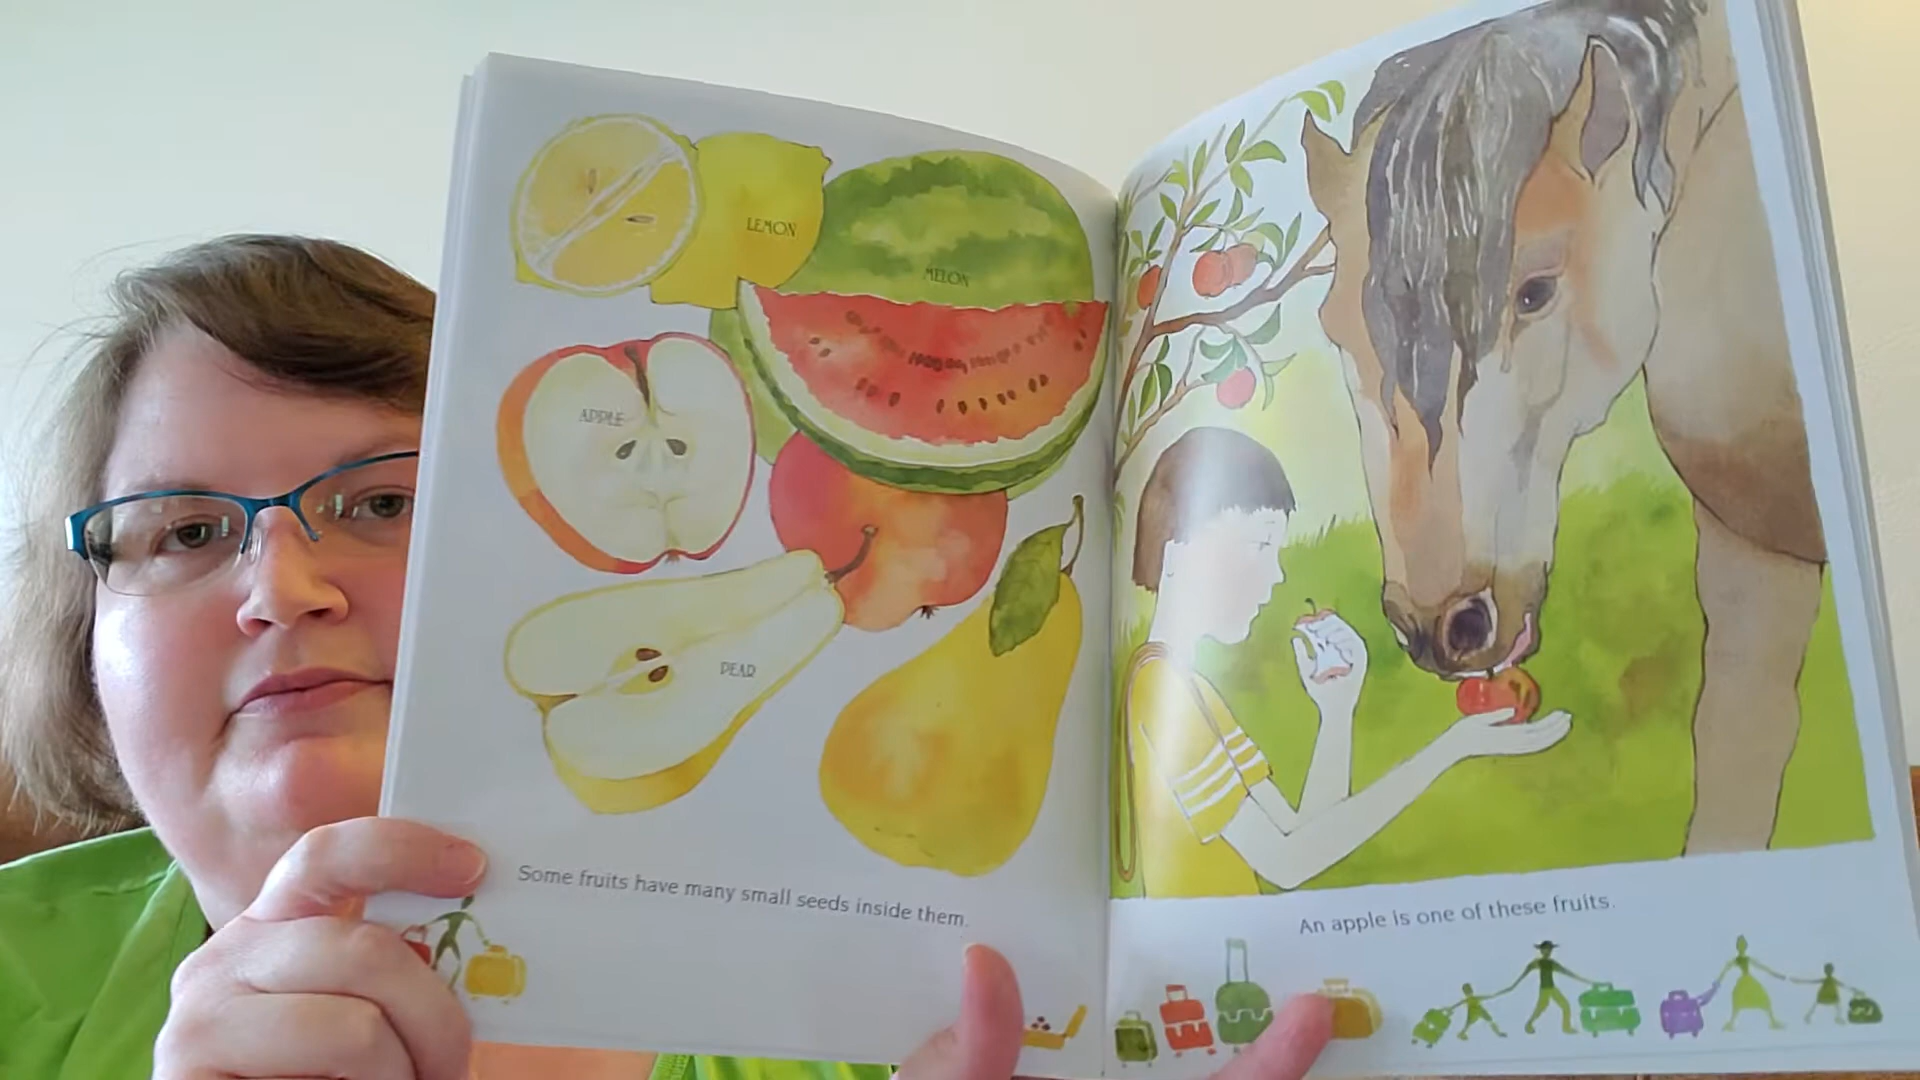 LEMON
MELON
APPLE
PEAR
Some fruits have many small seeds inside them.
An apple is one of these fruits.